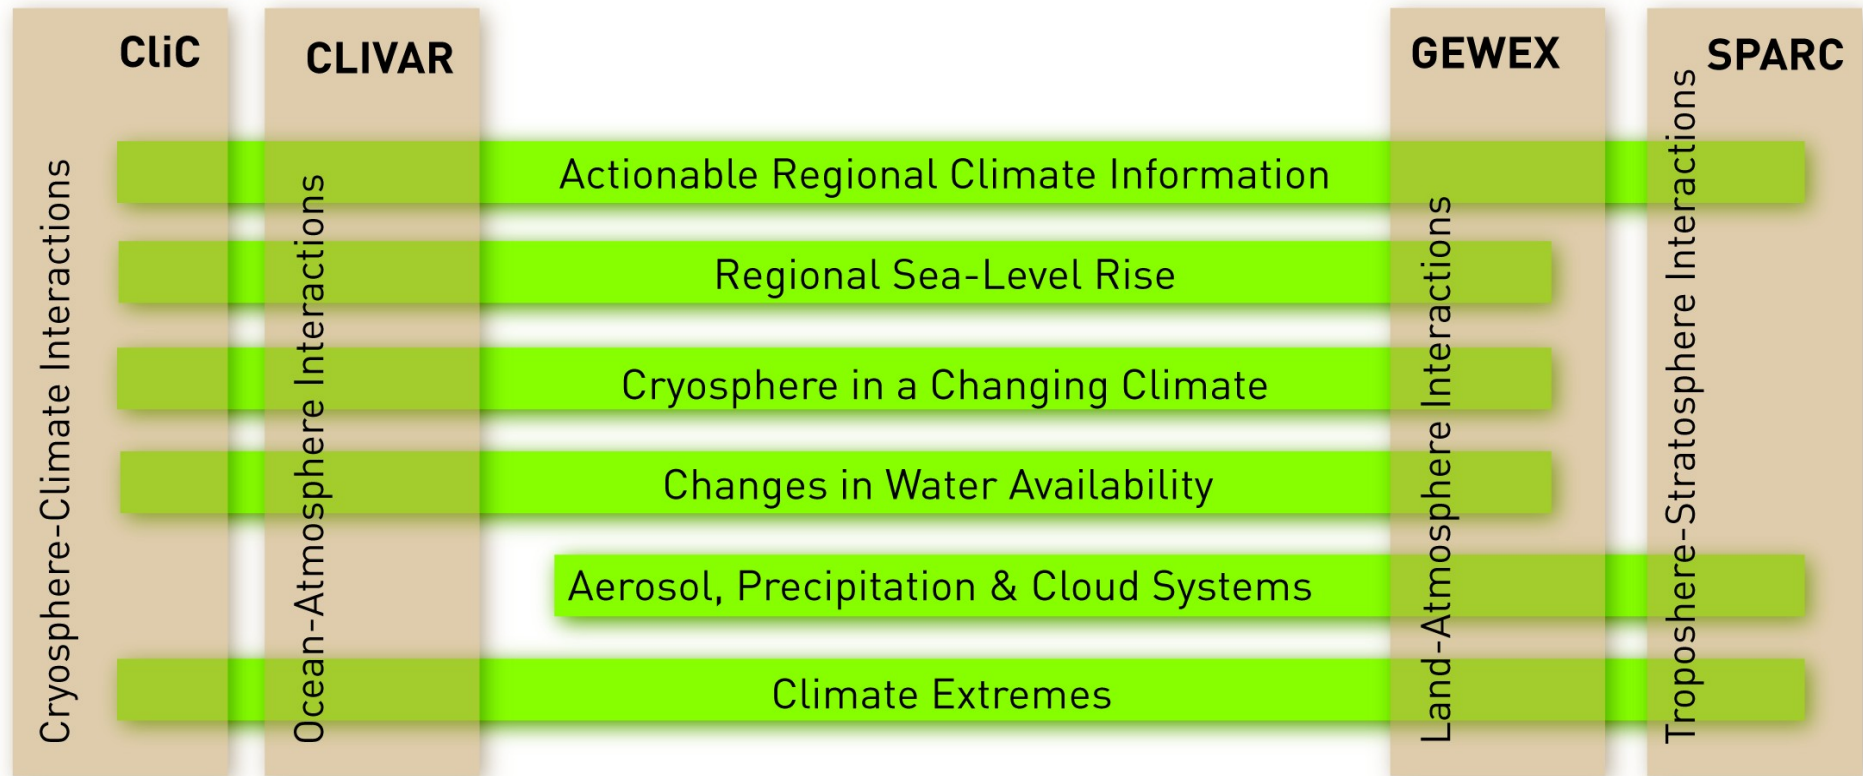 CliC
CLIVAR
GEWEX
SPARC
Cryosphere-Climate Interactions
Ocean-Atmosphere Interactions
Land-Atmosphere Interactions
Troposhere-Stratosphere Interactions
Actionable Regional Climate Information
Regional Sea-Level Rise
Cryosphere in a Changing Climate
Changes in Water Availability
Aerosol, Precipitation & Cloud Systems
Climate Extremes